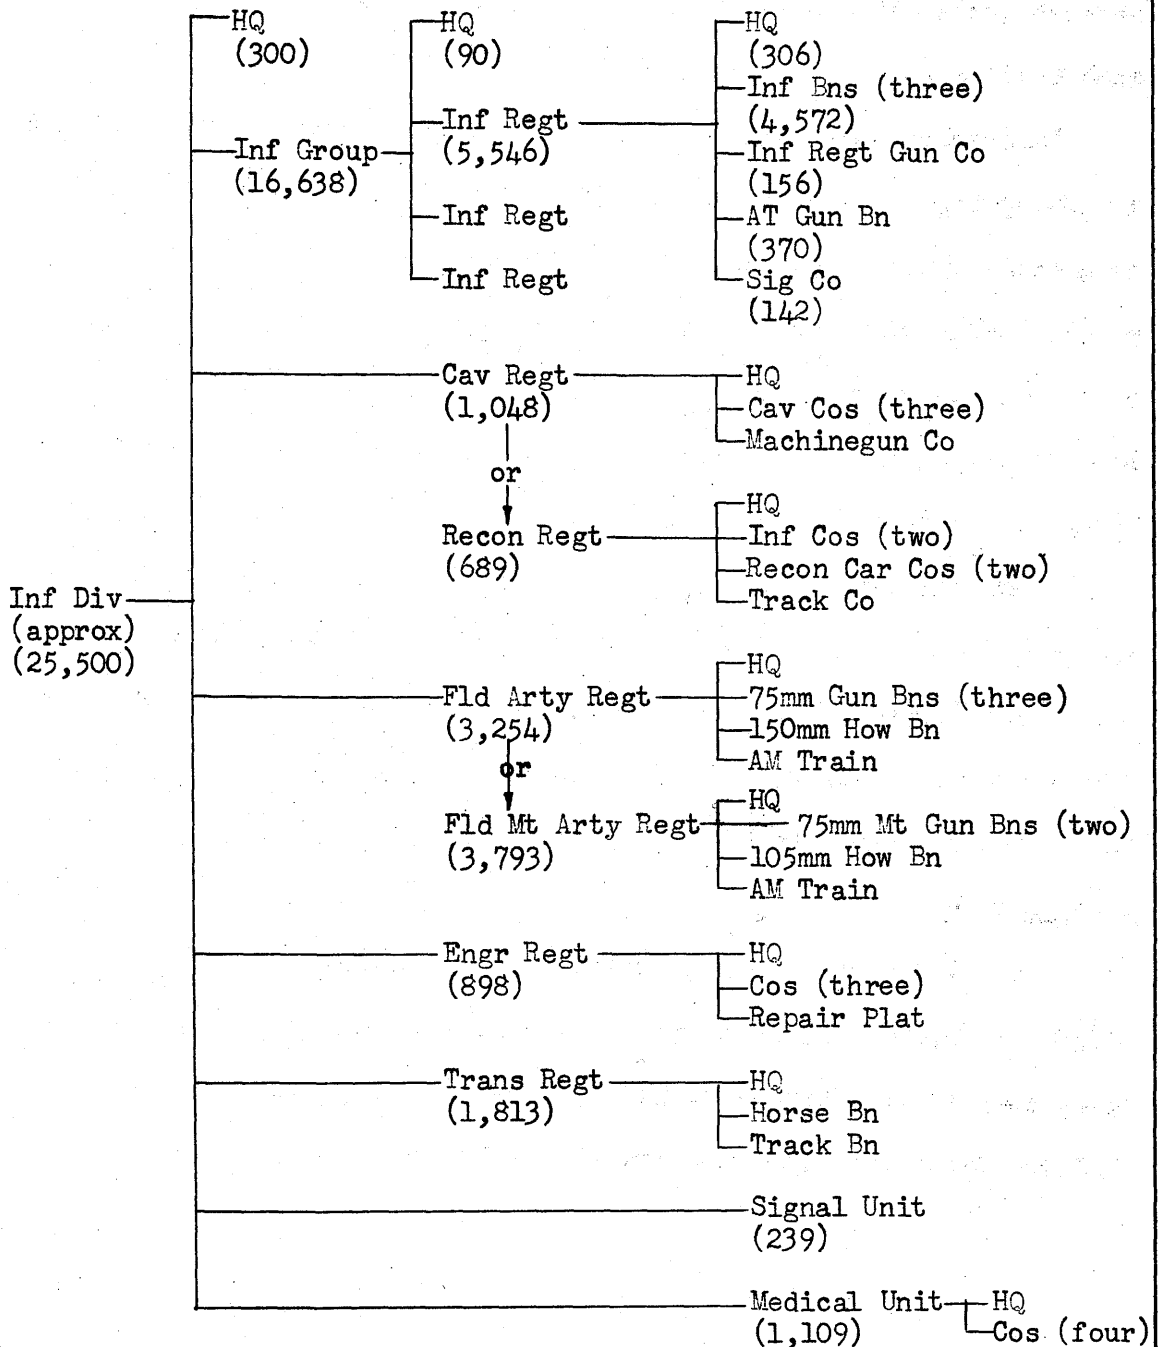 HQ
(300)
Inf Group
(16,638)
HQ
(90)
Inf Regt
(5,546)
Inf Regt
Inf Regt
HQ
(306)
Inf Bns (three)
(4,572)
Inf Regt Gun Co
(156)
AT Gun Bn
(370)
Sig Co
(142)
Cav Regt
(1,048)
or
HQ
Cav Cos (three)
Machinegun Co
Recon Regt
(689)
HQ
Inf Cos (two)
Recon Car Cos (two)
Track Co
Inf Div
(approx)
(25,500)
Fld Arty Regt
(3,254)
or
HQ
75mm Gun Bns (three)
150mm How Bn
AM Train
Fld Mt Arty Regt
(3,793)
HQ
75mm Mt Gun Bns (two)
105mm How Bn
AM Train
Engr Regt
(898)
HQ
Cos (three)
Repair Plat
Trans Regt
(1,813)
HQ
Horse Bn
Track Bn
Signal Unit
(239)
Medical Unit
(1,109)
HQ
Cos (four)